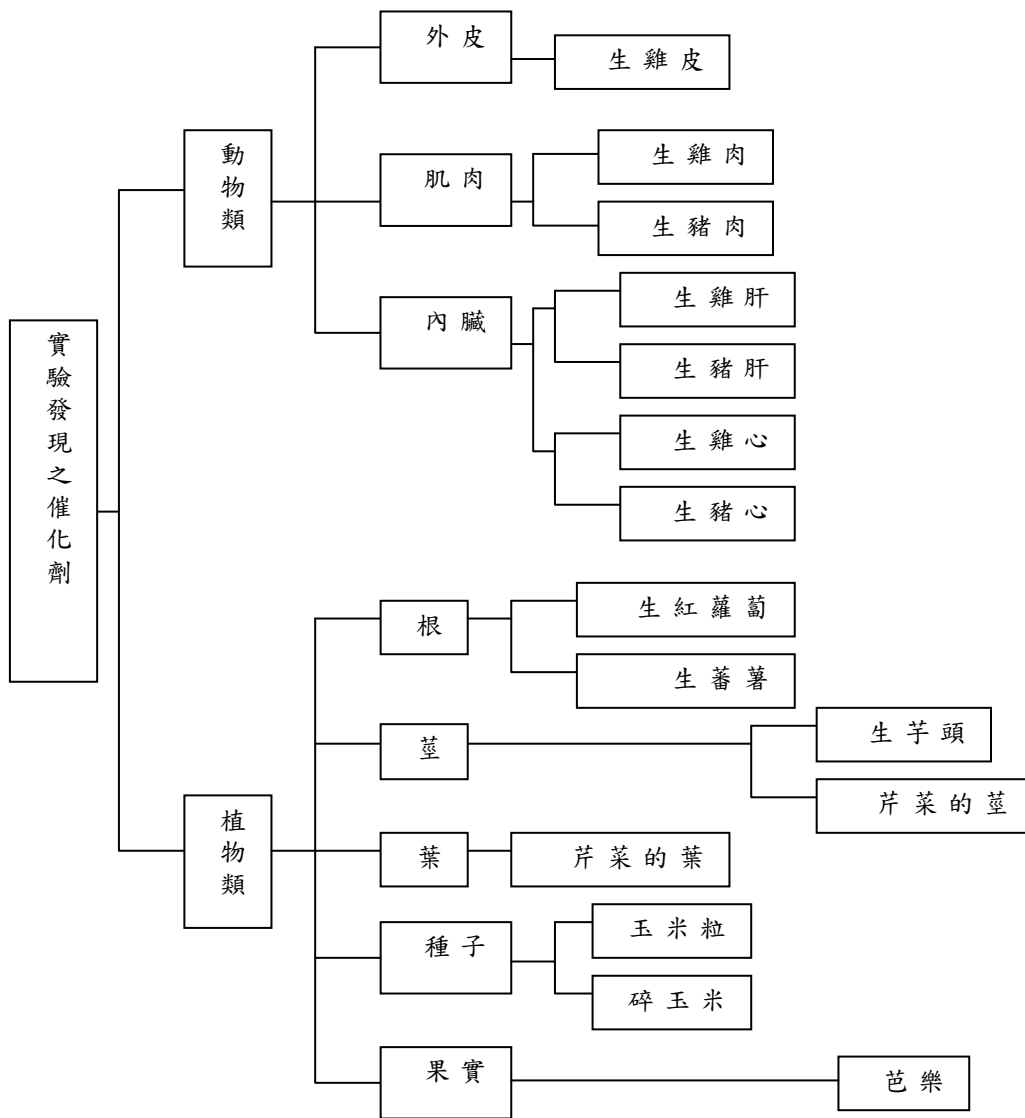 實驗發現之催化劑
動物類
外皮
生雞皮
肌肉
生雞肉
生豬肉
內臟
生雞肝
生豬肝
生雞心
生豬心
植物類
根
生紅蘿蔔
生蕃薯
莖
生芋頭
芹菜的莖
葉
芹菜的葉
種子
玉米粒
碎玉米
果實
芭樂